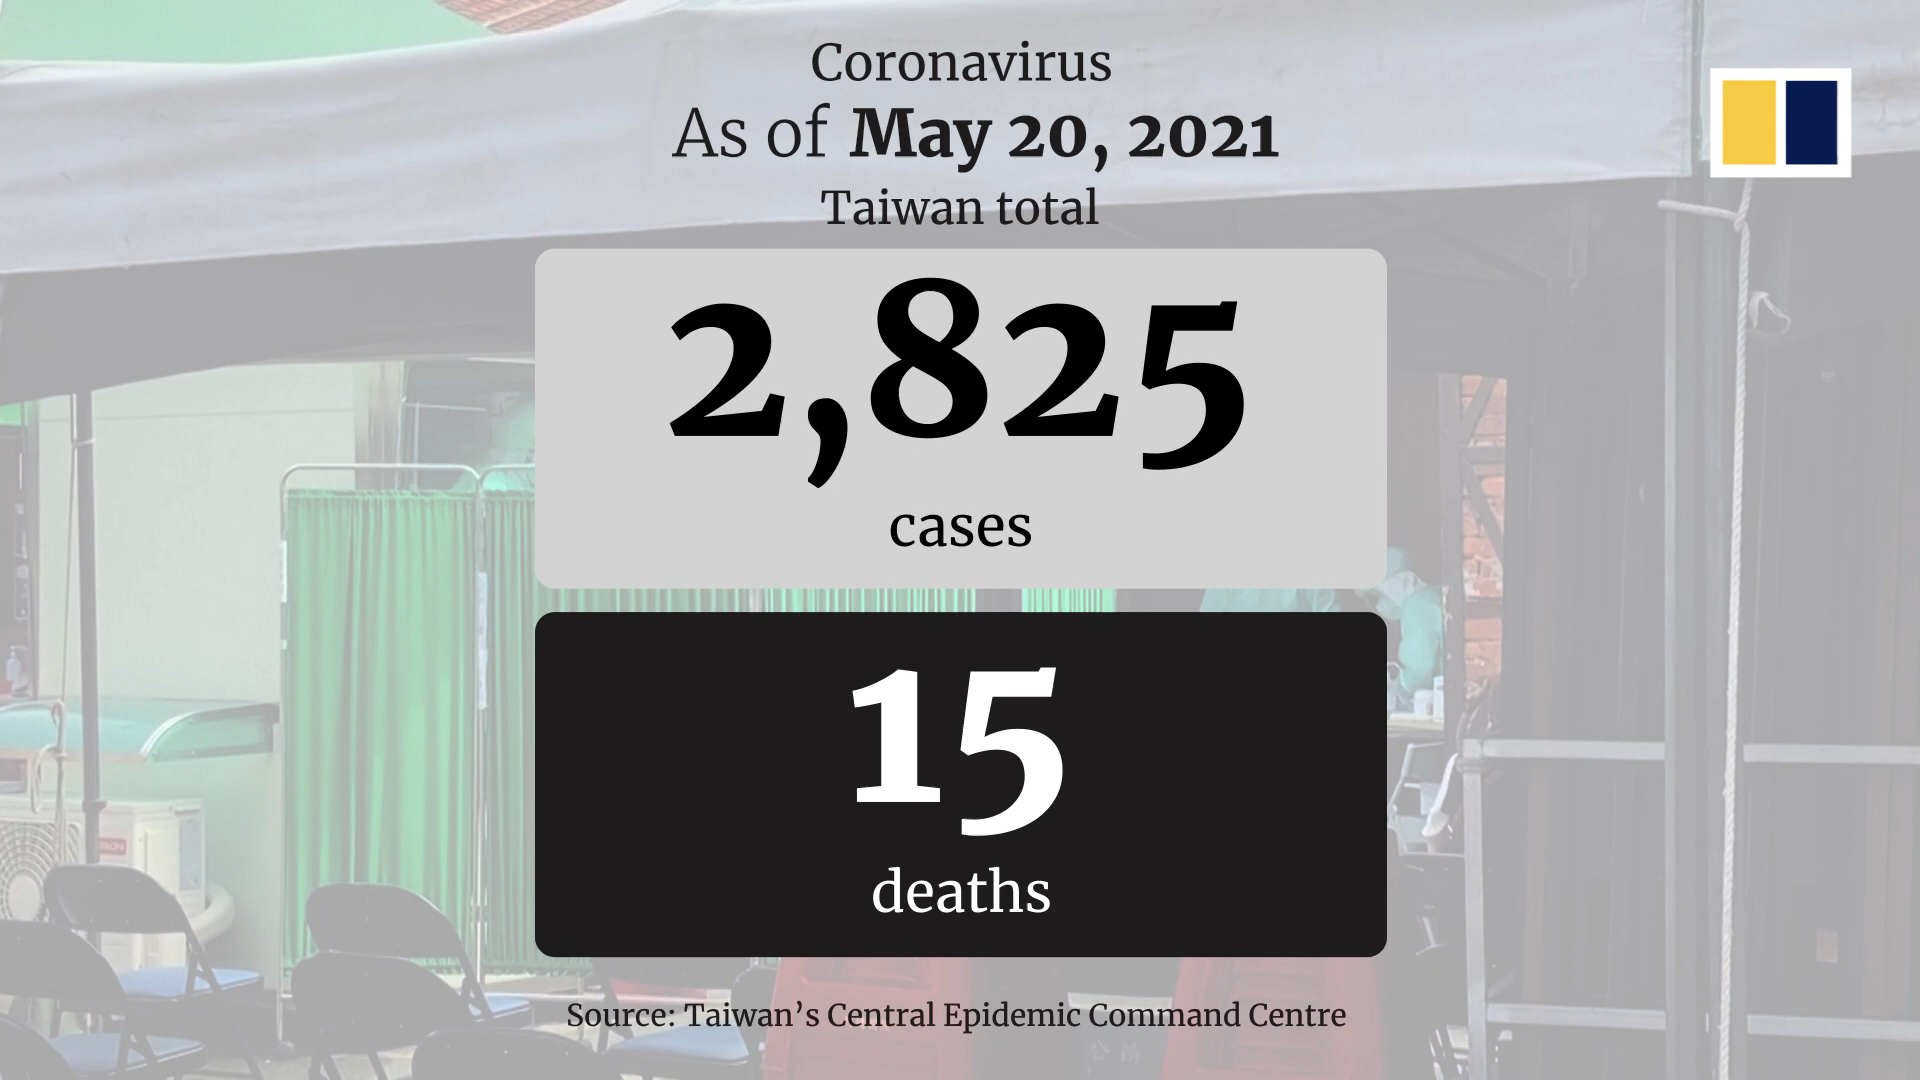 Coronavirus
As of May 20, 2021
Taiwan total
2,825
cases
15
deaths
Source: Taiwan’s Central Epidemic Command Centre